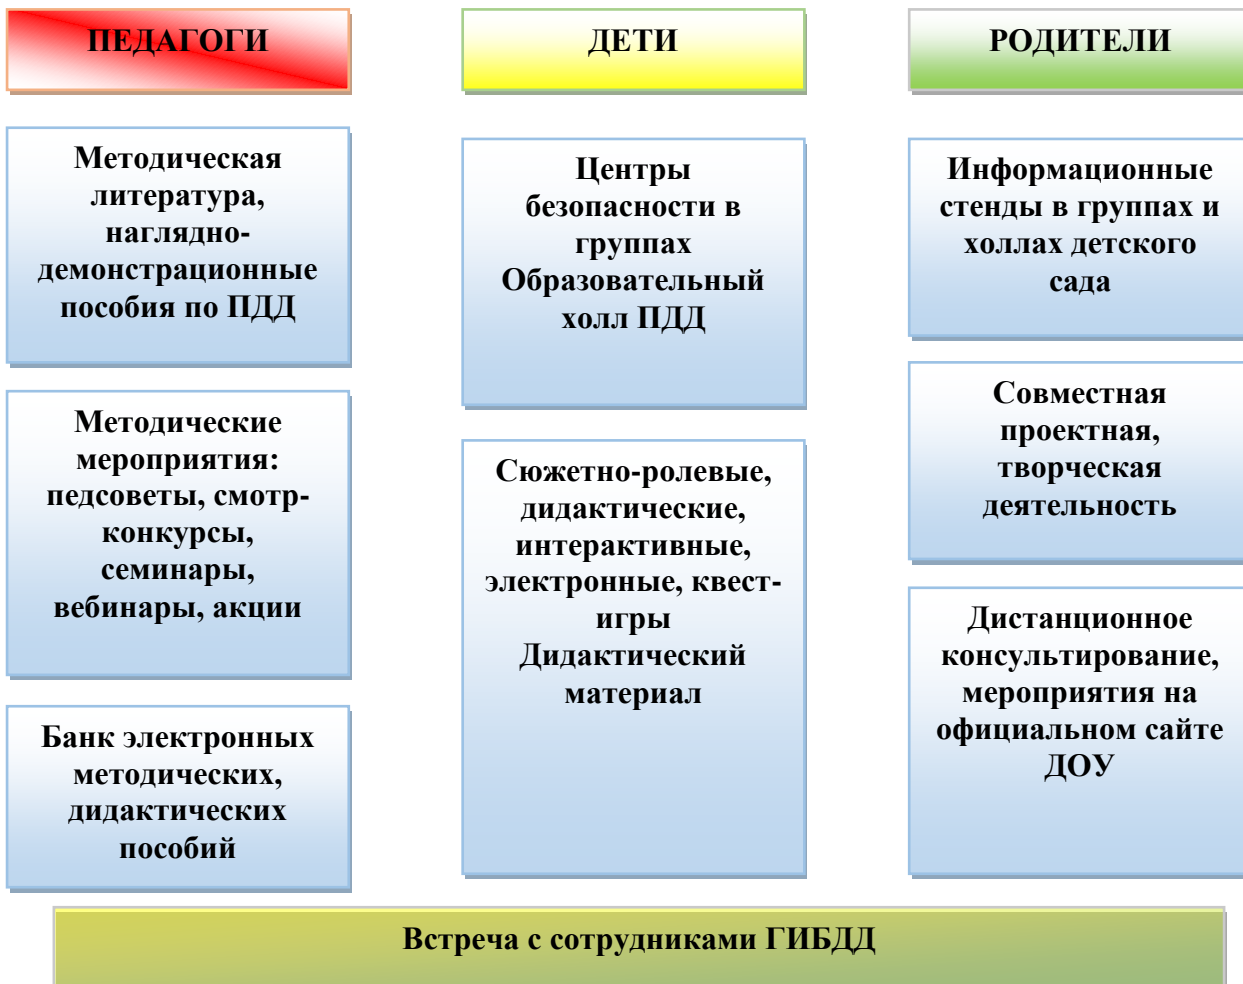 ПЕДАГОГИ
Методическая
литература,
наглядно-
демонстрационные
пособия по ПДД
Методические
мероприятия:
педсоветы, смотр-
конкурсы,
семинары,
вебинары, акции
Банк электронных
методических,
дидактических
пособий
ДЕТИ
Центры
безопасности в
группах
Образовательный
холл ПДД
Сюжетно-ролевые,
дидактические,
интерактивные,
электронные, квест-
игры
Дидактический
материал
РОДИТЕЛИ
Информационные
стенды в группах и
холлах детского
сада
Совместная
проектная,
творческая
деятельность
Дистанционное
консультирование,
мероприятия на
официальном сайте
ДОУ
Встреча с сотрудниками ГИБДД